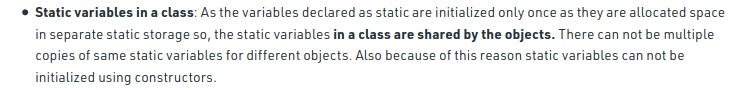 • Static variables in a class: As the variables declared as static are initialized only once as they are allocated space
in separate static storage so, the static variables in a class are shared by the objects. There can not be multiple
copies of same static variables for different objects. Also because of this reason static variables can not be
initialized using constructors.